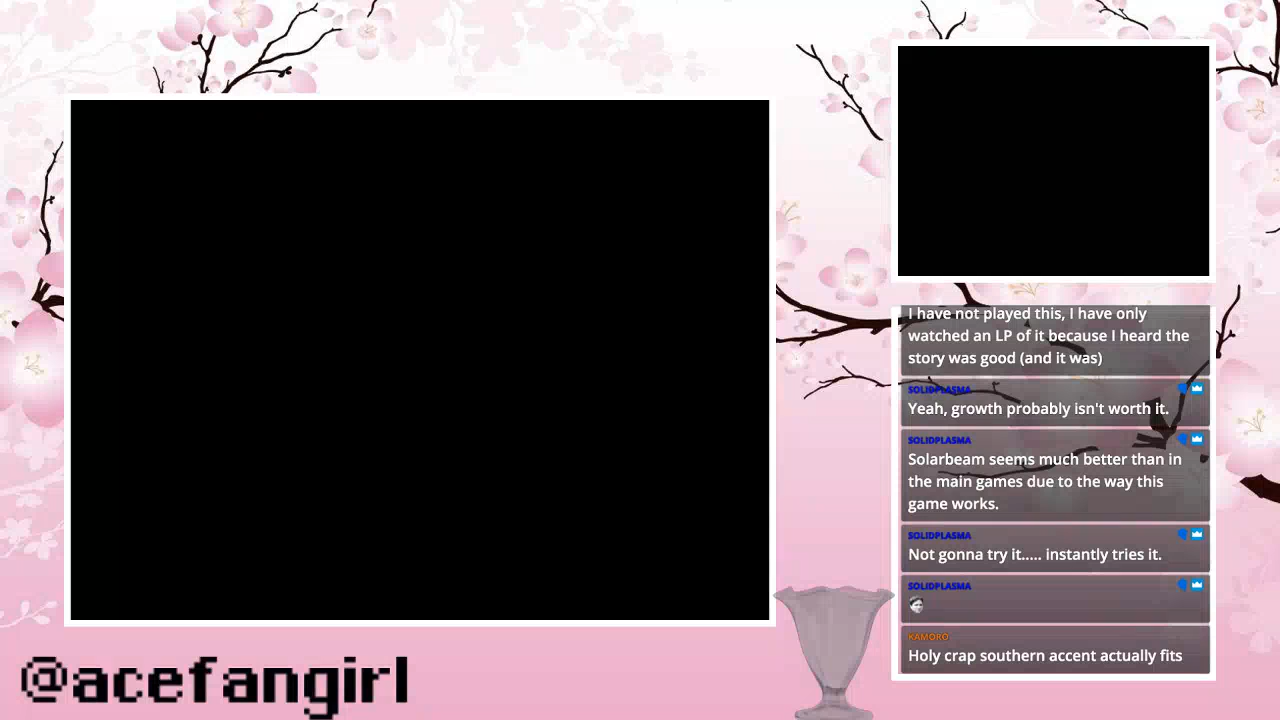 I have not played this, I have only
watched an LP of it because I heard the
story was good (and it was)
SOLIDPLASMA
Yeah, growth probably isn't worth it.
SOLIDPLASMA
Solarbeam seems much better than in
the main games due to the way this
game works.
SOLIDPLASMA
Not gonna try it..... instantly tries it.
SOLIDPLASMA
KAMORO
Holy crap southern accent actually fits
@acefangirl